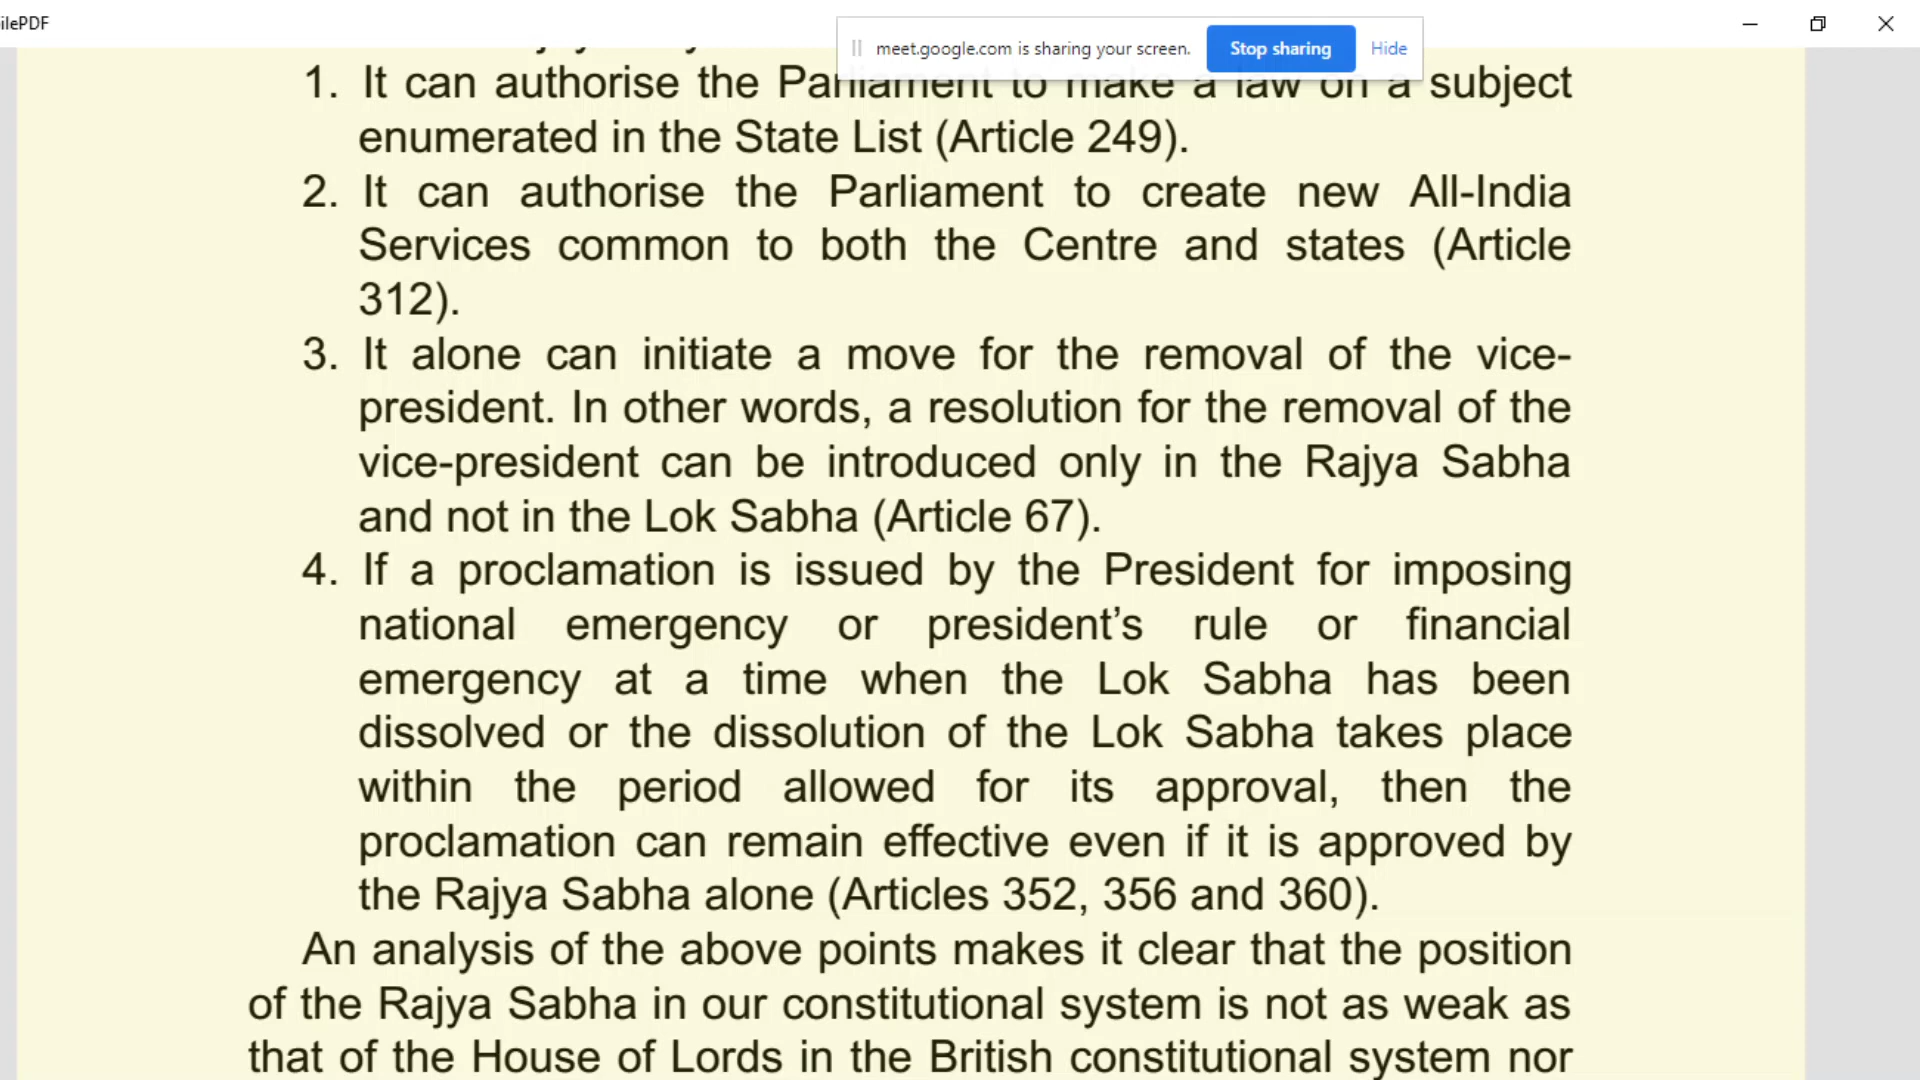 ilePDF
meet.google.com is sharing your screen.
Stop sharing
Hide
1. It can authorise the Parliament to make a law on a subject
enumerated in the State List (Article 249).
2. It can authorise the Parliament to create new All-India
Services common to both the Centre and states (Article
312).
3. It alone can initiate a move for the removal of the vice-
president. In other words, a resolution for the removal of the
vice-president can be introduced only in the Rajya Sabha
and not in the Lok Sabha (Article 67).
4. If a proclamation is issued by the President for imposing
national emergency or president’s rule or financial
emergency at a time when the Lok Sabha has been
dissolved or the dissolution of the Lok Sabha takes place
within the period allowed for its approval, then the
proclamation can remain effective even if it is approved by
the Rajya Sabha alone (Articles 352, 356 and 360).
An analysis of the above points makes it clear that the position
of the Rajya Sabha in our constitutional system is not as weak as
that of the House of Lords in the British constitutional system nor